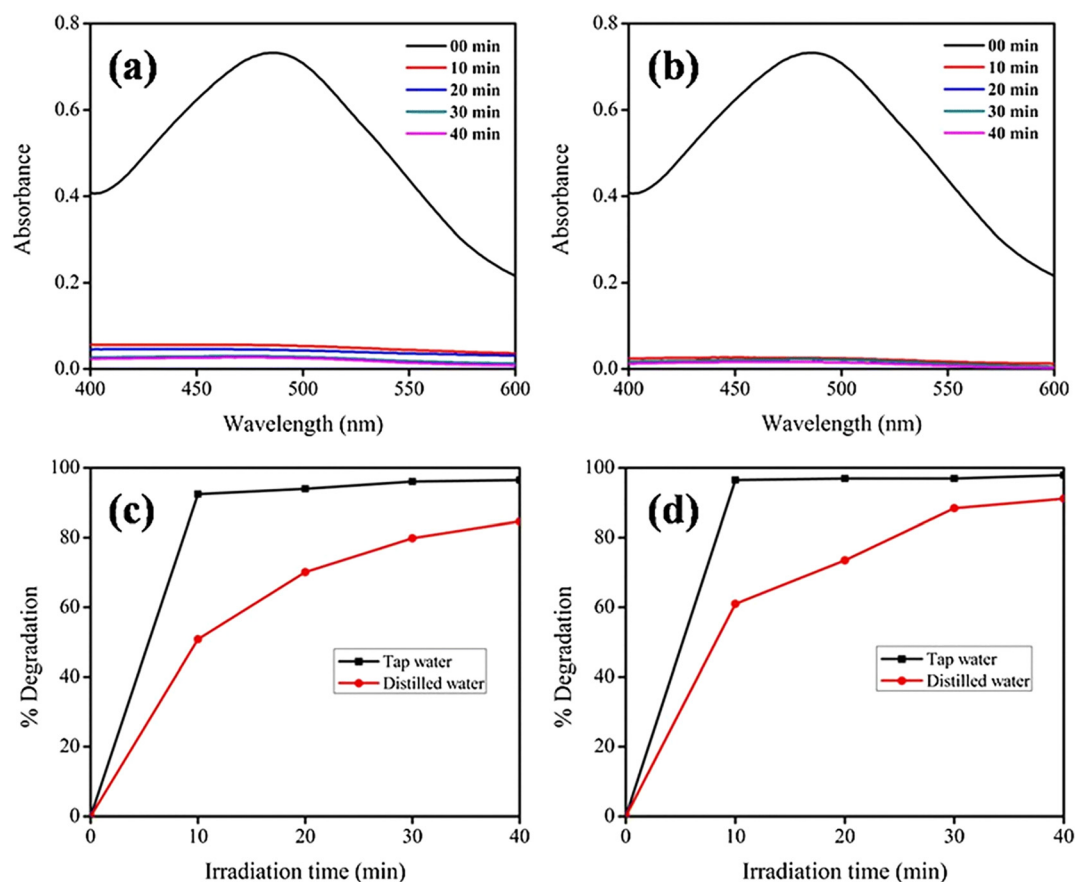 0.8
0.6
0.4
0.2
0.0
Absorbance
(a)
00 min
10 min
20 min
30 min
40 min
400
450
500
550
600
Wavelength (nm)
0.8
0.6
0.4
0.2
0.0
Absorbance
(b)
00 min
10 min
20 min
30 min
40 min
400
450
500
550
600
Wavelength (nm)
100
80
60
40
20
0
% Degradation
(c)
Tap water
Distilled water
0
10
20
30
40
Irradiation time (min)
100
80
60
40
20
0
% Degradation
(d)
Tap water
Distilled water
0
10
20
30
40
Irradiation time (min)